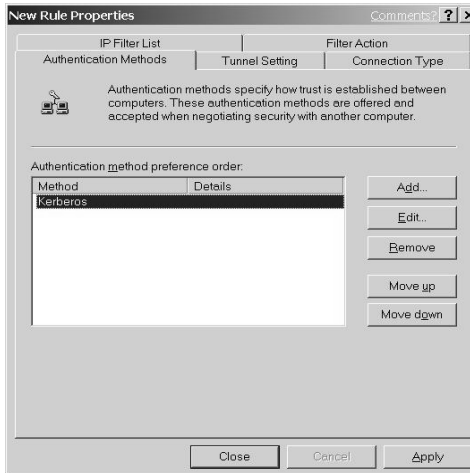 New Rule Properties Comments? ? x
IP Filter List Filter Action
Authentication Methods Tunnel Setting Connection Type
Authentication methods specify how trust is established between
computers. These authentication methods are offered and
accepted when negotiating security with another computer.
Authentication method preference order:
Method Details
Kerberos
Add...
Edit...
Remove
Move up
Move down
Close Cancel Apply